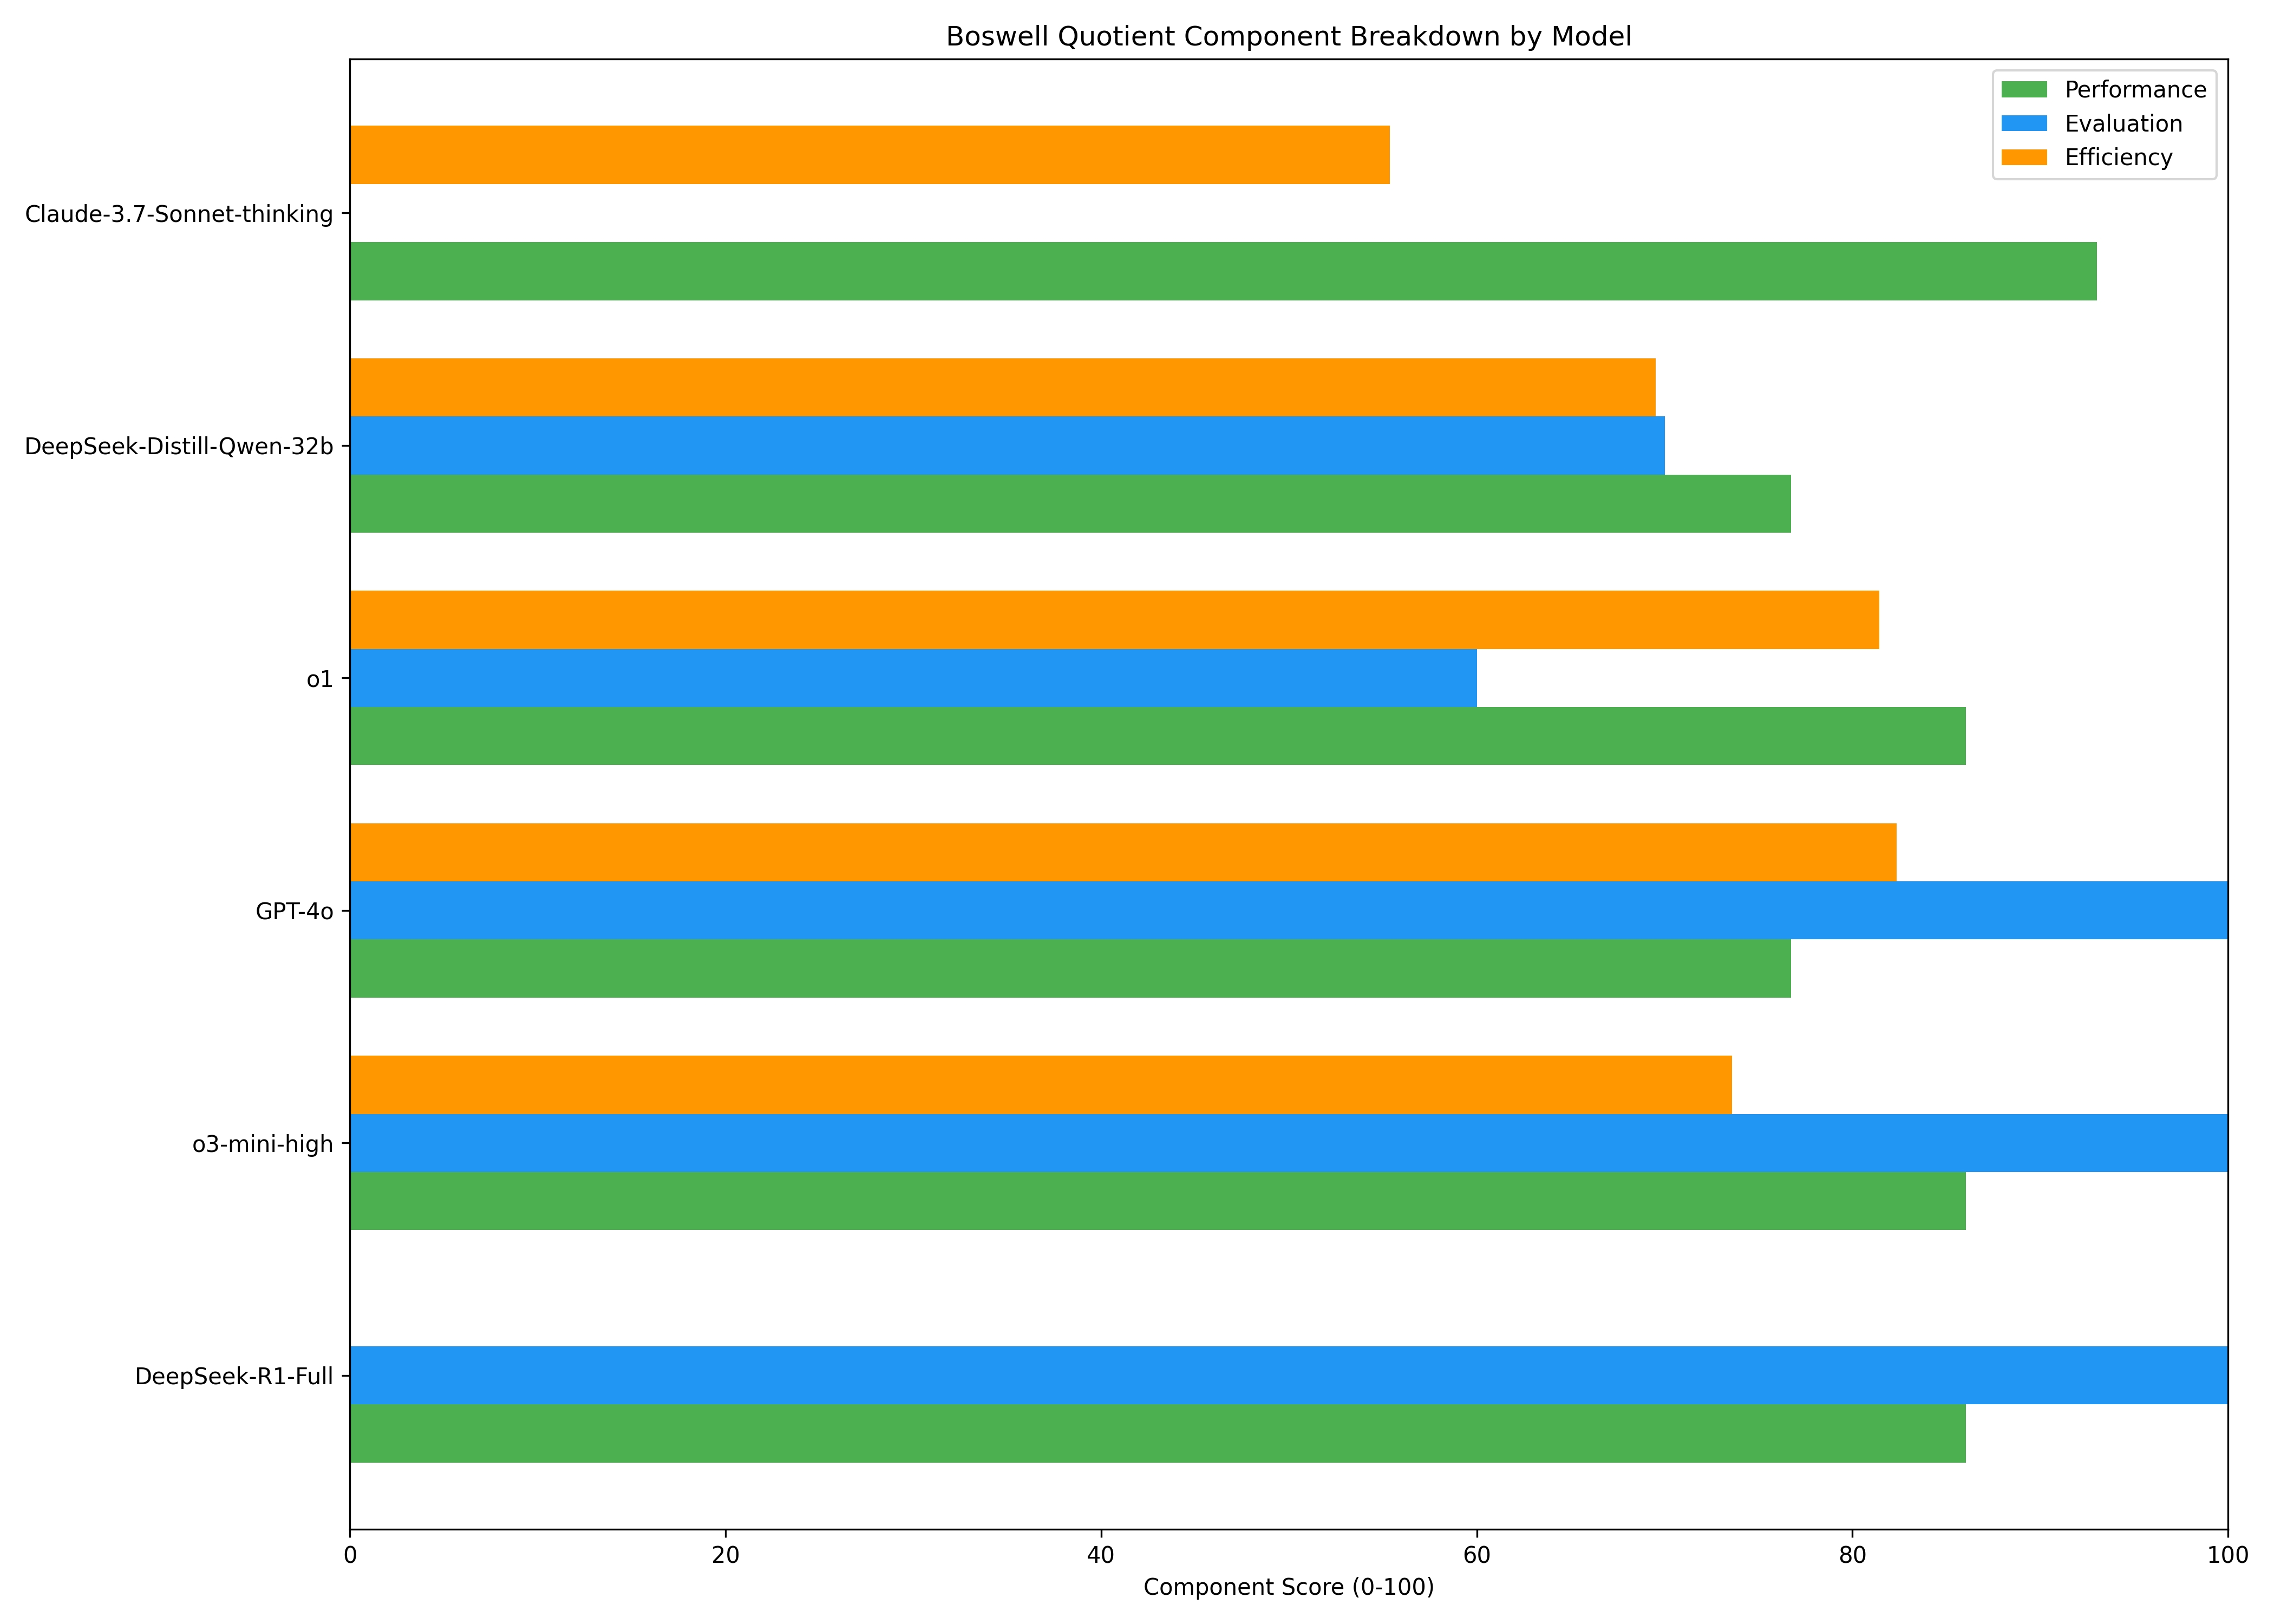 Boswell Quotient Component Breakdown by Model
Performance
Evaluation
Efficiency
Claude-3.7-Sonnet-thinking
DeepSeek-Distill-Qwen-32b
o1
GPT-4o
o3-mini-high
DeepSeek-R1-Full
0 20 40 60 80 100
Component Score (0-100)